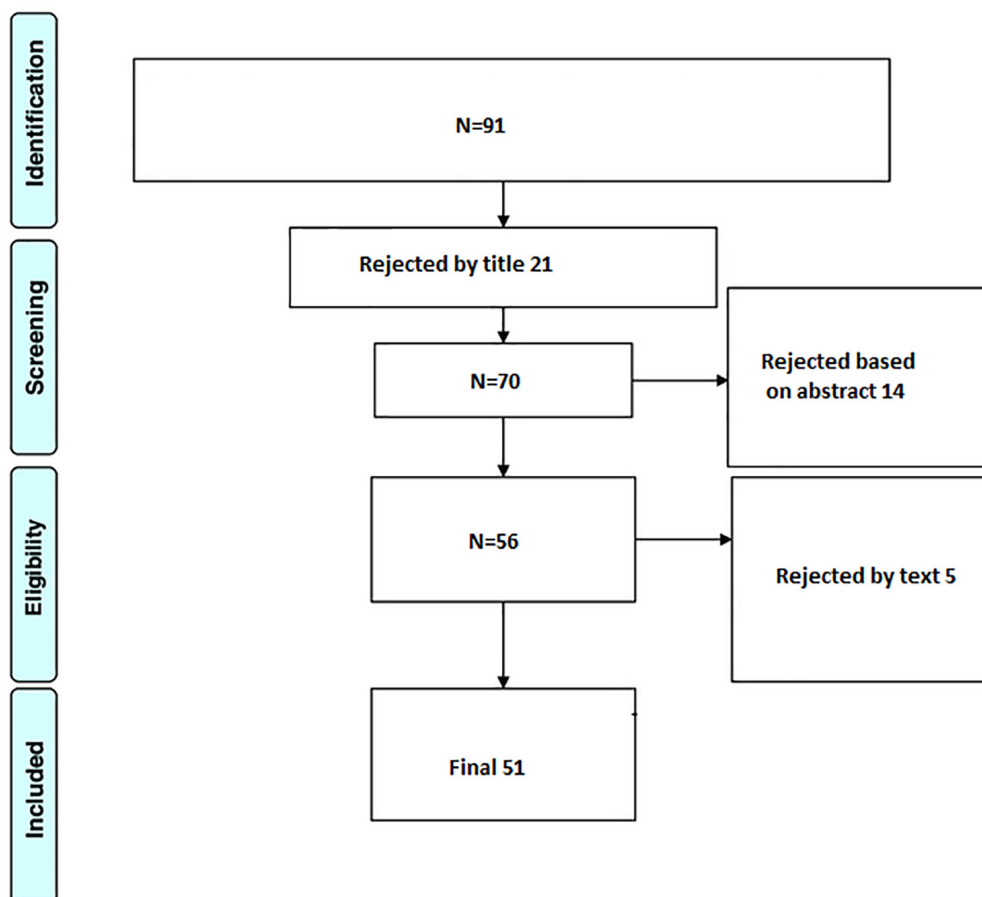 Identification
N=91
Rejected by title 21
Screening
N=70
Rejected based
on abstract 14
Eligibility
N=56
Rejected by text 5
Included
Final 51